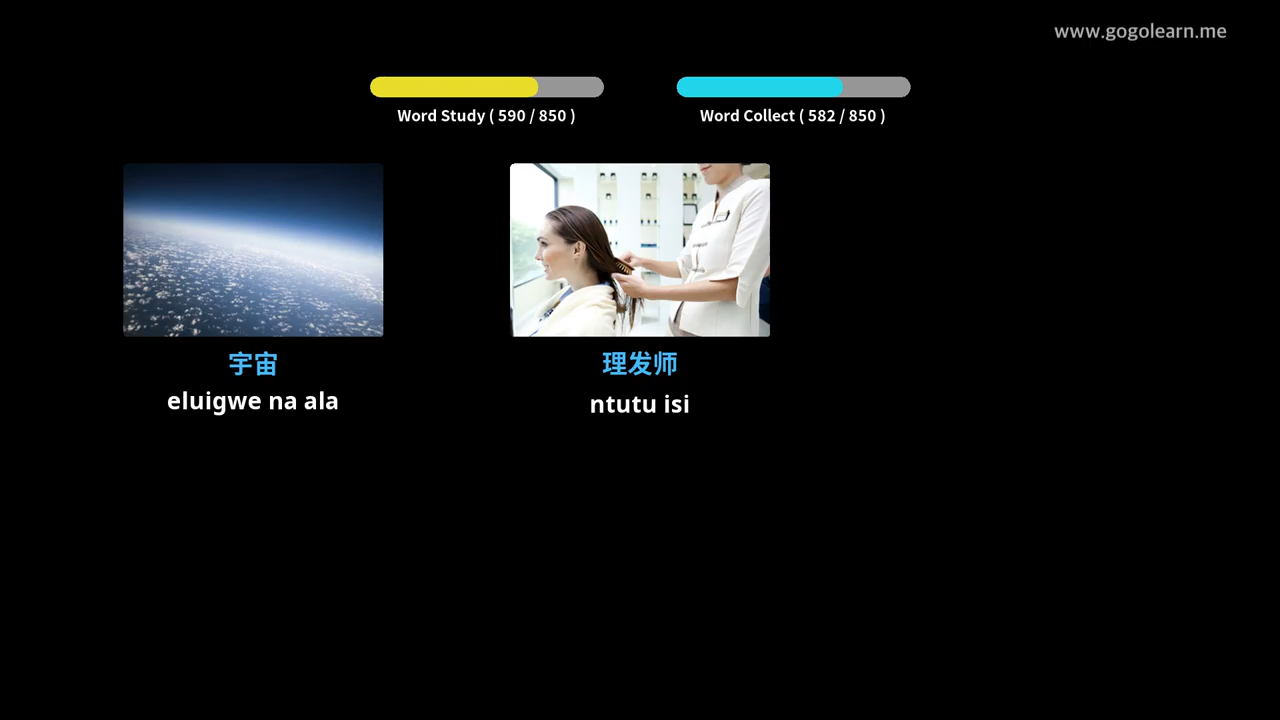 www.gogolearn.me
Word Study ( 590 / 850 )
Word Collect ( 582 / 850 )
宇宙
eluigwe na ala
理发师
ntutu isi